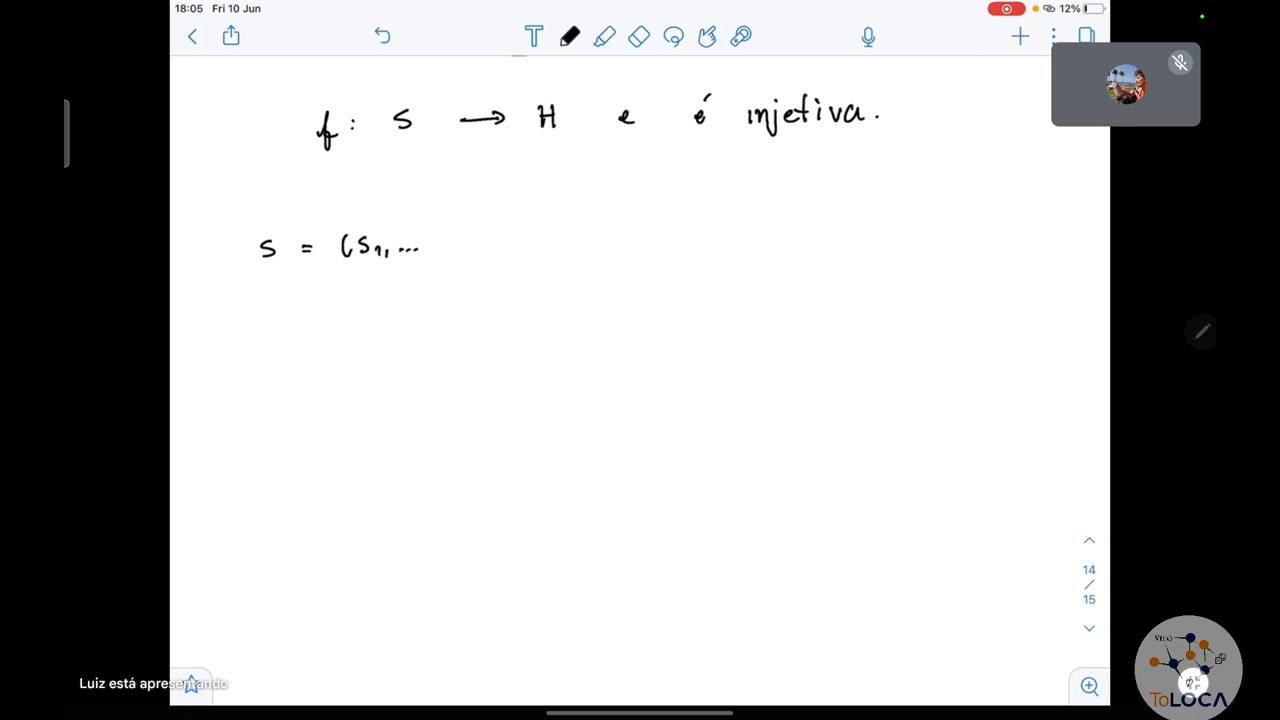 18:05 Fri 10 Jun
12%
T
f: S → H e é injetiva.
s = (s1, ...
14
/
15
Luiz está apresentando
∇f(x)
ToLOCA